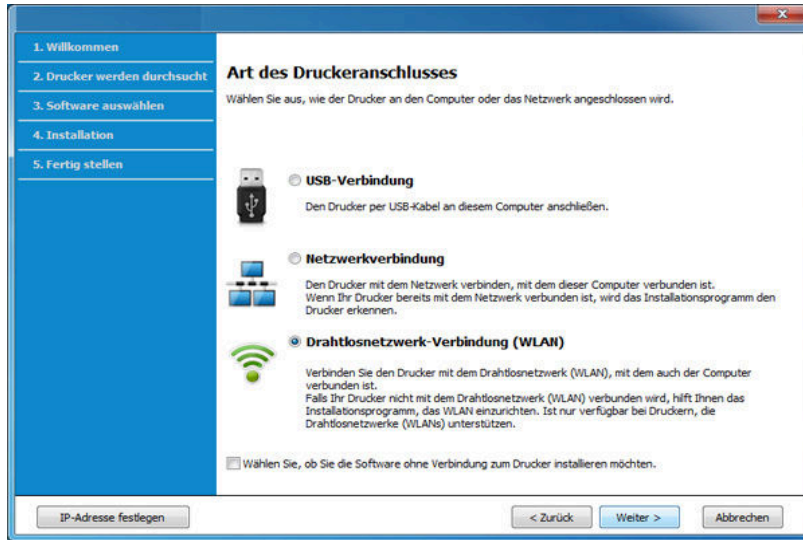 1. Willkommen
2. Drucker werden durchsucht
3. Software auswählen
4. Installation
5. Fertig stellen
Art des Druckeranschlusses
Wählen Sie aus, wie der Drucker an den Computer oder das Netzwerk angeschlossen wird.
USB-Verbindung
Den Drucker per USB-Kabel an diesem Computer anschließen.
Netzwerkverbindung
Den Drucker mit dem Netzwerk verbinden, mit dem dieser Computer verbunden ist.
Wenn Ihr Drucker bereits mit dem Netzwerk verbunden ist, wird das Installationsprogramm den
Drucker erkennen.
Drahtlosnetzwerk-Verbindung (WLAN)
Verbinden Sie den Drucker mit dem Drahtlosnetzwerk (WLAN), mit dem auch der Computer
verbunden ist.
Falls Ihr Drucker nicht mit dem Drahtlosnetzwerk (WLAN) verbunden wird, hilft Ihnen das
Installationsprogramm, das WLAN einzurichten. Ist nur verfügbar bei Druckern, die
Drahtlosnetzwerke (WLANs) unterstützen.
Wählen Sie, ob Sie die Software ohne Verbindung zum Drucker installieren möchten.
IP-Adresse festlegen
< Zurück
Weiter >
Abbrechen